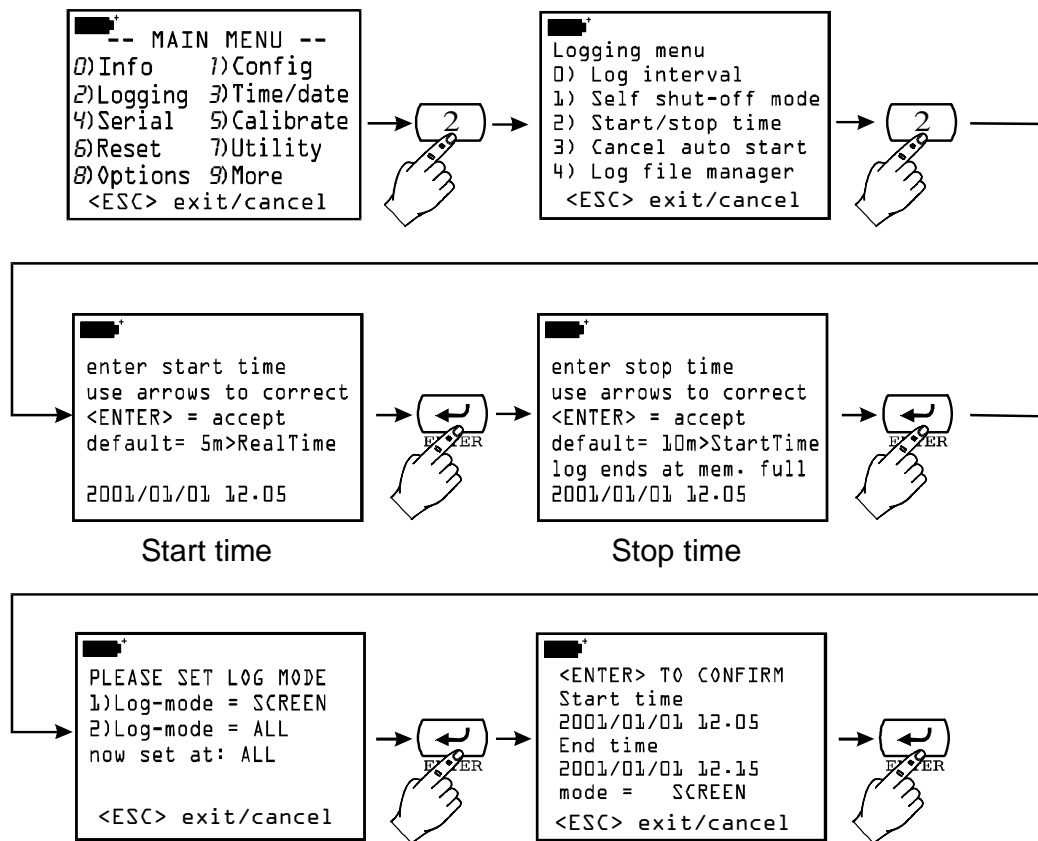 -- MAIN MENU --
0)Info 1)Config
2)Logging 3)Time/date
4)Serial 5)Calibrate
6)Reset 7)Utility
8)Options 9)More
<ESC> exit/cancel
2
Logging menu
0) Log interval
1) Self shut-off mode
2) Start/stop time
3) Cancel auto start
4) Log file manager
<ESC> exit/cancel
2
enter start time
use arrows to correct
<ENTER> = accept
default= 5m>RealTime
2001/01/01 12.05
ENTER
Start time
enter stop time
use arrows to correct
<ENTER> = accept
default= 10m>StartTime
log ends at mem. full
2001/01/01 12.05
ENTER
Stop time
PLEASE SET LOG MODE
1)Log-mode = SCREEN
2)Log-mode = ALL
now set at: ALL
<ESC> exit/cancel
ENTER
<ENTER> TO CONFIRM
Start time
2001/01/01 12.05
End time
2001/01/01 12.15
mode = SCREEN
<ESC> exit/cancel
ENTER